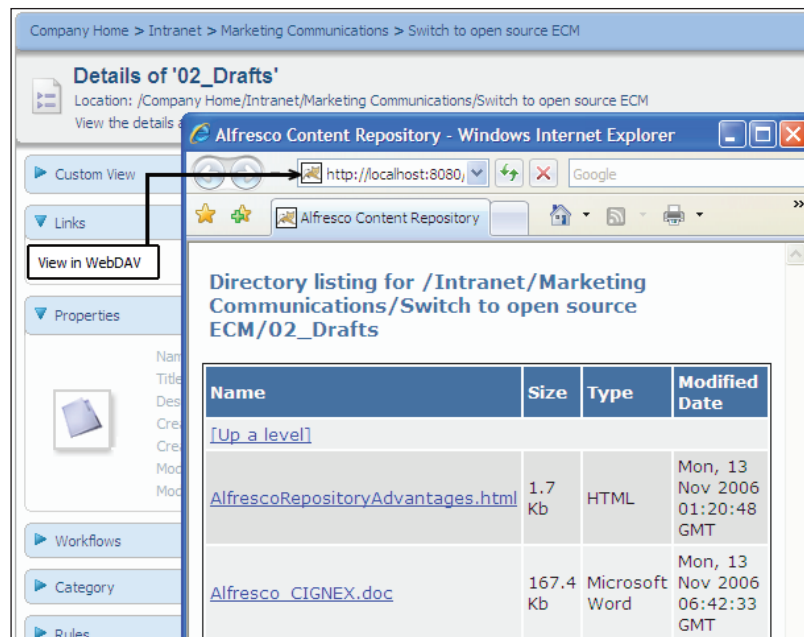 Company Home > Intranet > Marketing Communications > Switch to open source ECM
Details of '02_Drafts'
Location: /Company Home/Intranet/Marketing Communications/Switch to open source ECM
View the details
Alfresco Content Repository - Windows Internet Explorer
Custom View
http://localhost:8080/
Google
Links
Alfresco Content Repository
View in WebDAV
Directory listing for /Intranet/Marketing
Communications/Switch to open source
ECM/02_Drafts
Properties
Name Size Type Modified
Date
[Up a level]
AlfrescoRepositoryAdvantages.html 1.7
Kb HTML Mon, 13
Nov 2006
01:20:48
GMT
Workflows
Category
Alfresco_CIGNEX.doc 167.4
Kb Microsoft
Word Mon, 13
Nov 2006
06:42:33
GMT
Rules